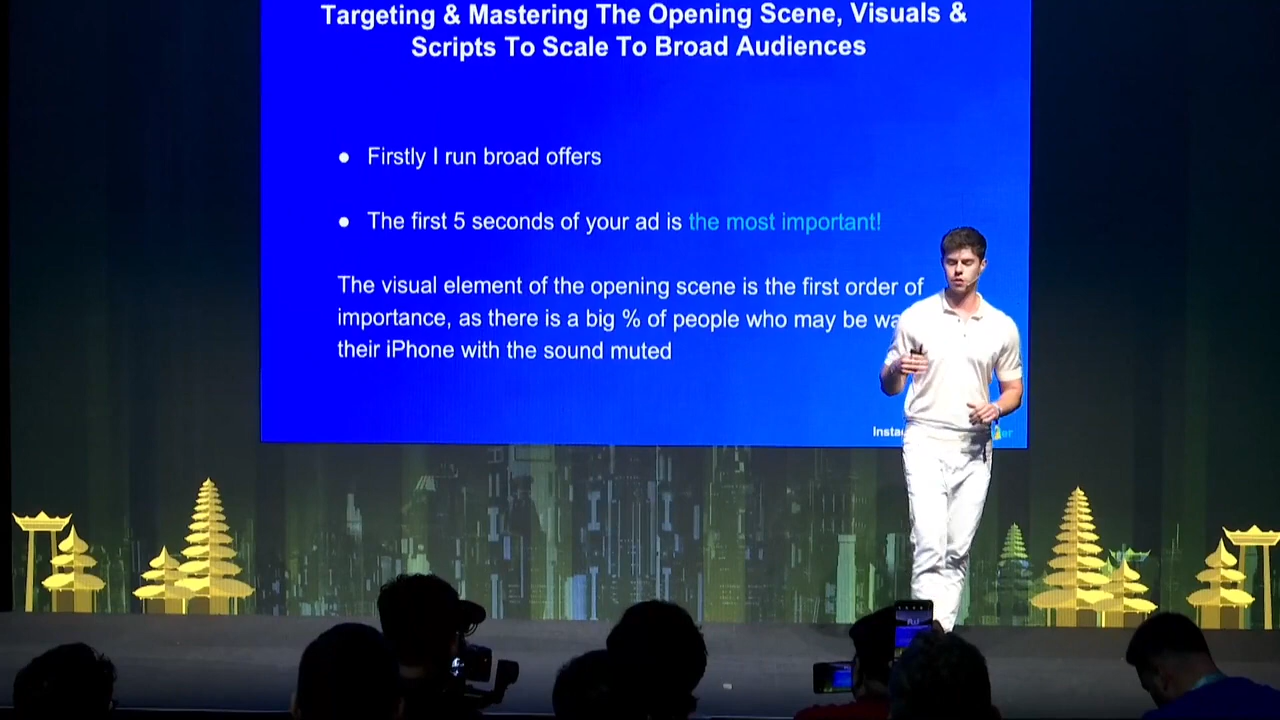 Targeting & Mastering The Opening Scene, Visuals &
Scripts To Scale To Broad Audiences
● Firstly I run broad offers
● The first 5 seconds of your ad is the most important!
The visual element of the opening scene is the first order of
importance, as there is a big % of people who may be
their iPhone with the sound muted